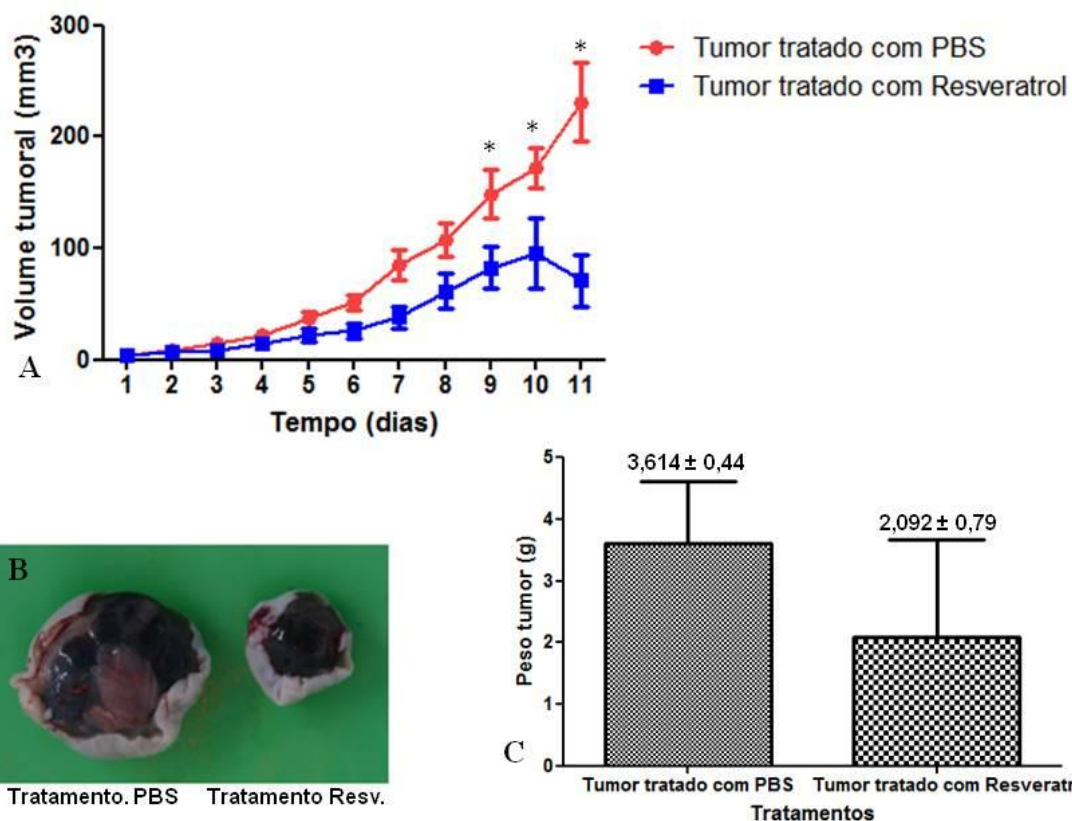 300
200
100
0
Volume tumoral (mm3)
* * *
Tumor tratado com PBS
Tumor tratado com Resveratrol
A
1 2 3 4 5 6 7 8 9 10 11
Tempo (dias)
B
Tratamento. PBS Tratamento Resv.
5
4
3
2
1
0
Peso tumor (g)
3,614 ± 0,44
2,092 ± 0,79
C
Tumor tratado com PBS Tumor tratado com Resveratr
Tratamentos